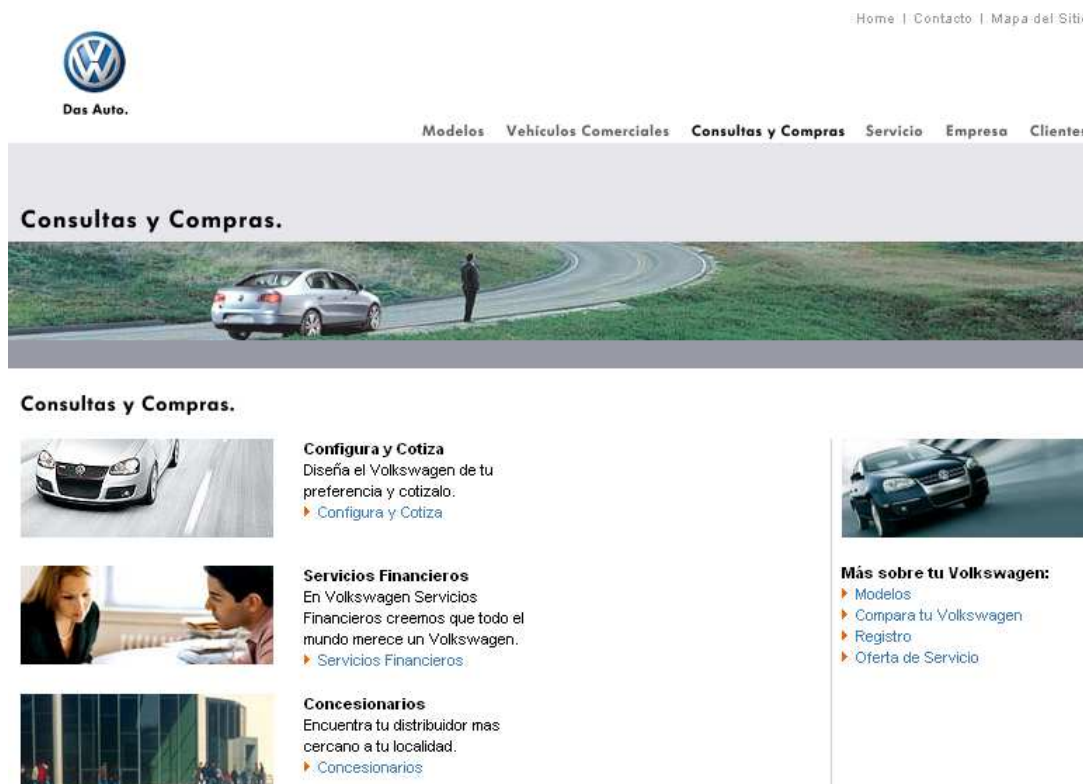 Home | Contacto | Mapa del Sitio
Das Auto.
Modelos Vehículos Comerciales Consultas y Compras Servicio Empresa Clientes
Consultas y Compras.
Consultas y Compras.
Configura y Cotiza
Diseña el Volkswagen de tu
preferencia y cotizalo.
Configura y Cotiza
Servicios Financieros
En Volkswagen Servicios
Financieros creemos que todo el
mundo merece un Volkswagen.
Servicios Financieros
Concesionarios
Encuentra tu distribuidor mas
cercano a tu localidad.
Concesionarios
Más sobre tu Volkswagen:
Modelos
Compara tu Volkswagen
Registro
Oferta de Servicio